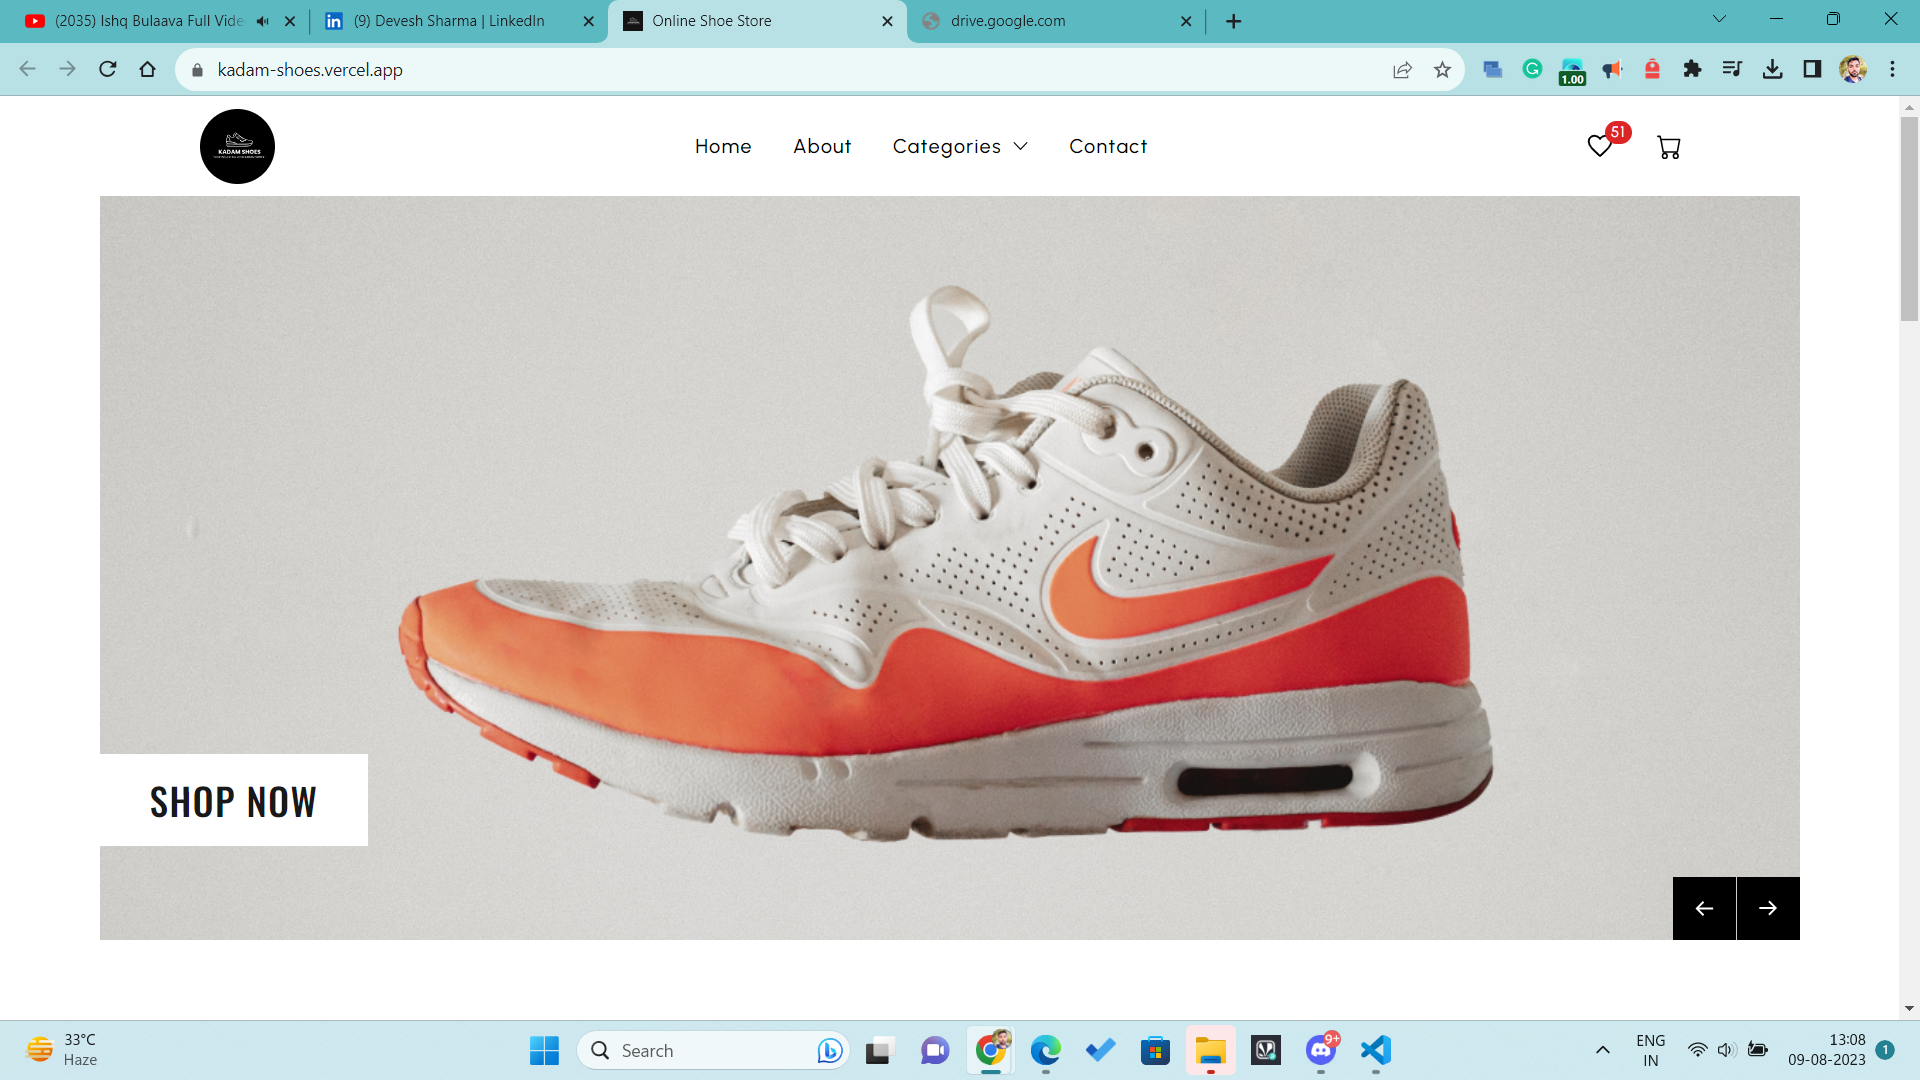 (2035) Ishq Bulaava Full Vide
(9) Devesh Sharma | LinkedIn
Online Shoe Store
drive.google.com
kadam-shoes.vercel.app
1.00
KADAM SHOES
Home
About
Categories
Contact
51
SHOP NOW
33°C
Haze
Search
9+
ENG
IN
13:08
09-08-2023
1